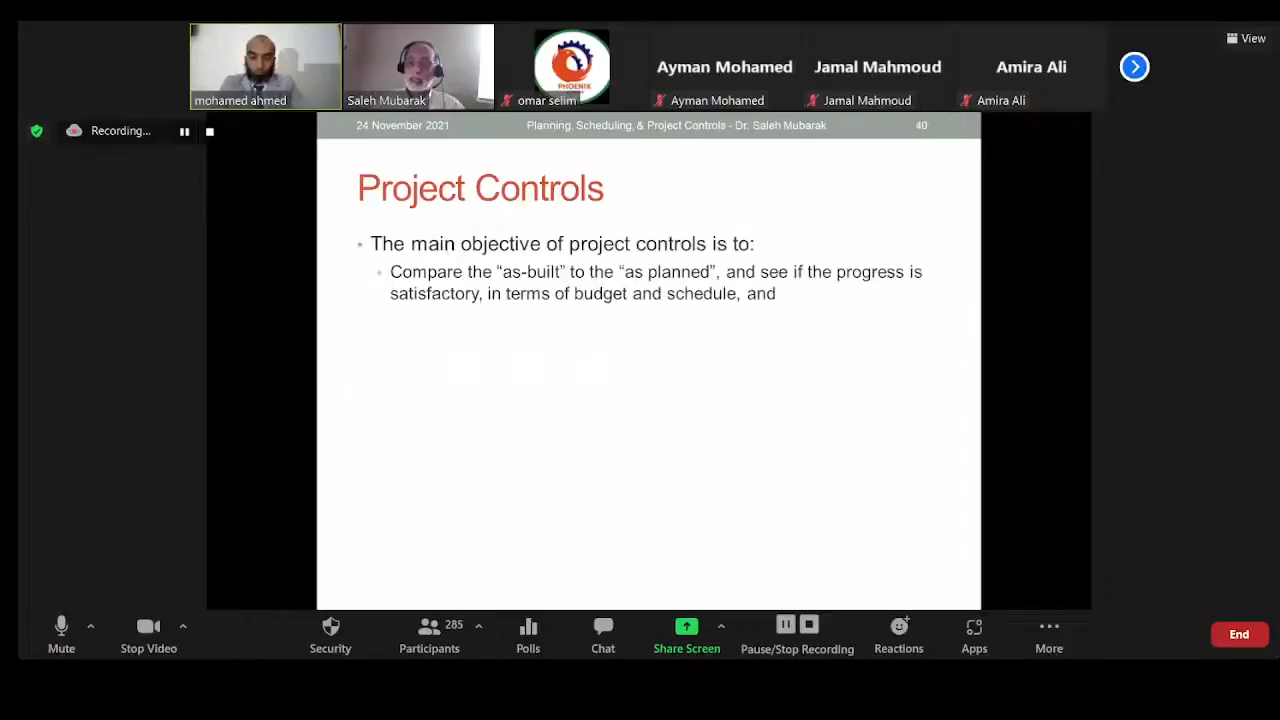 View
Ayman Mohamed
Jamal Mahmoud
Amira Ali
PHOENIX
mohamed ahmed
Saleh Mubarak
omar selim
Ayman Mohamed
Jamal Mahmoud
Amira Ali
Recording...
24 November 2021
Planning, Scheduling, & Project Controls - Dr. Saleh Mubarak
40
Project Controls
• The main objective of project controls is to:
• Compare the “as-built” to the “as planned”, and see if the progress is
satisfactory, in terms of budget and schedule, and
285
Mute
Stop Video
Security
Participants
Polls
Chat
Share Screen
Pause/Stop Recording
Reactions
Apps
More
End